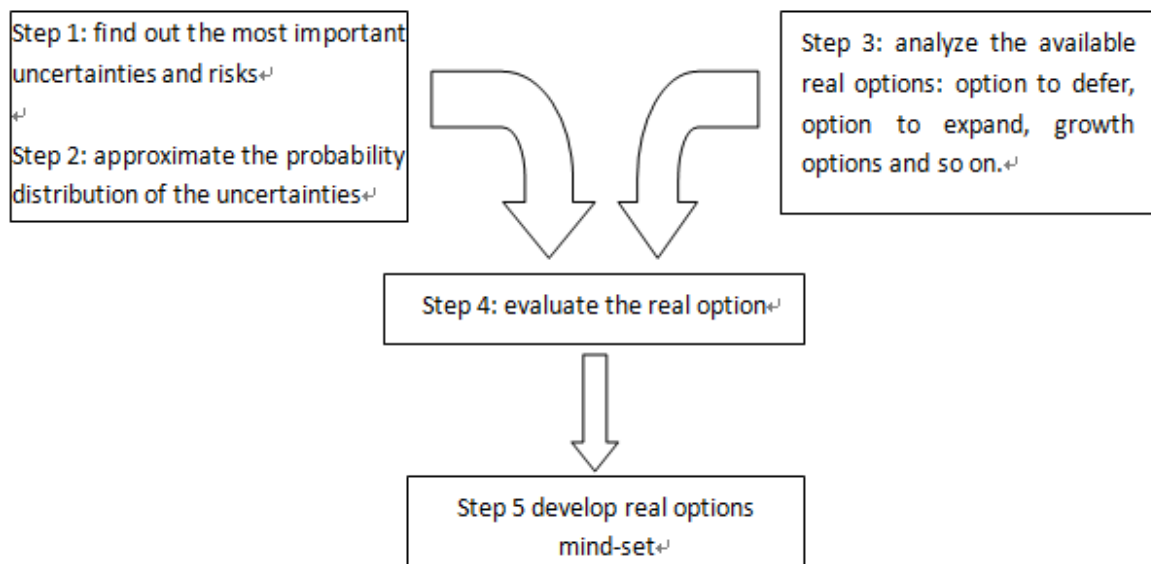 Step 1: find out the most important
uncertainties and risks↵
↵
Step 2: approximate the probability
distribution of the uncertainties↵
Step 3: analyze the available
real options: option to defer,
option to expand, growth
options and so on.↵
Step 4: evaluate the real option↵
Step 5 develop real options
mind-set↵